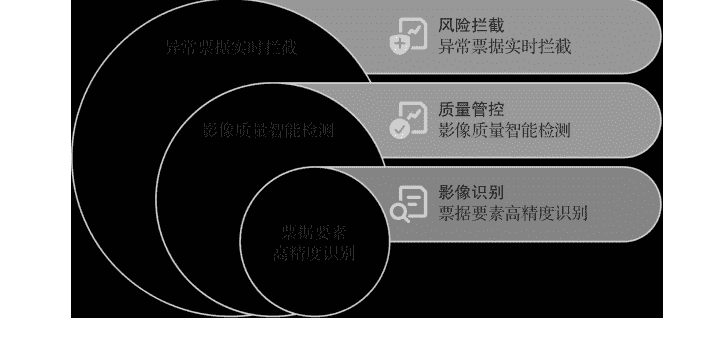 异常票据实时拦截
风险拦截
异常票据实时拦截
影像质量智能检测
质量管控
影像质量智能检测
票据要素
高精度识别
影像识别
票据要素高精度识别